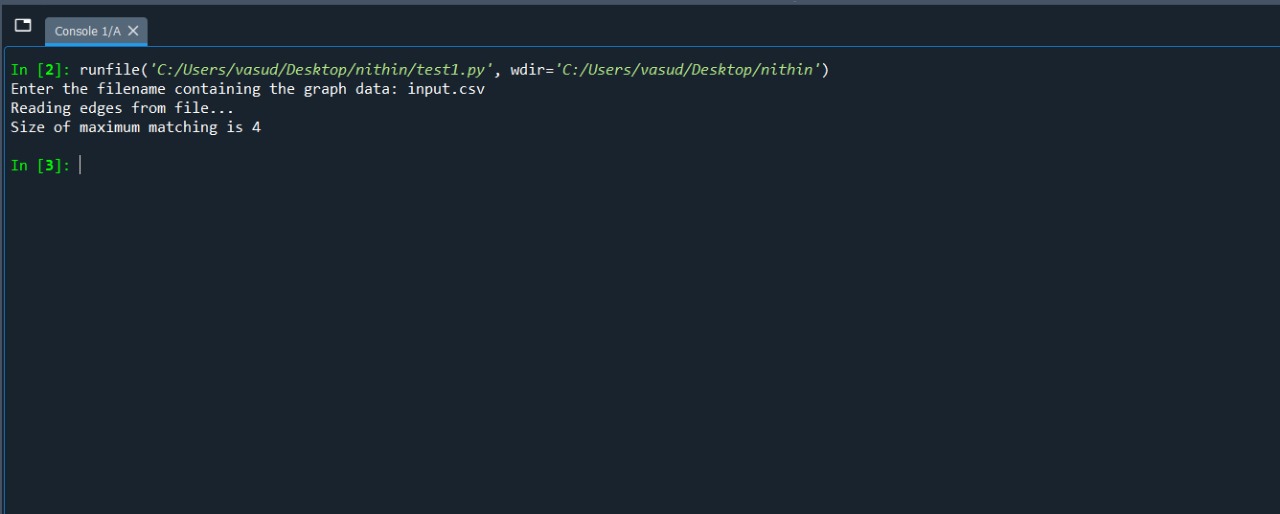 Console 1/A
In [2]: runfile('C:/Users/vasud/Desktop/nithin/test1.py', wdir='C:/Users/vasud/Desktop/nithin')
Enter the filename containing the graph data: input.csv
Reading edges from file...
Size of maximum matching is 4
In [3]: